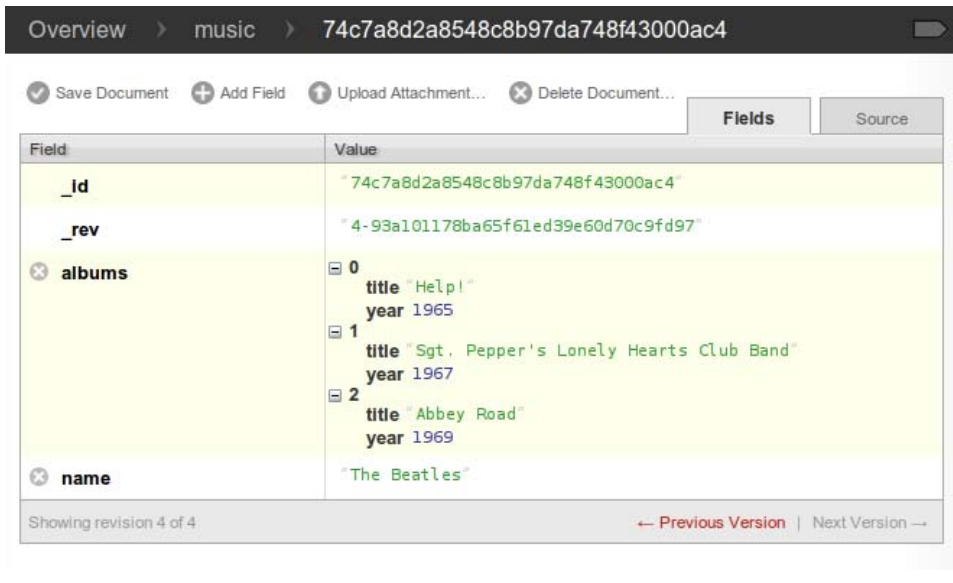 Overview music 74c7a8d2a8548c8b97da748f43000ac4
Save Document Add Field Upload Attachment... Delete Document...
Fields Source
Field Value
_id "74c7a8d2a8548c8b97da748f43000ac4"
_rev "4-93a101178ba65f61ed39e60d70c9fd97"
albums 0
title "Help!"
year 1965
1
title "Sgt. Pepper's Lonely Hearts Club Band"
year 1967
2
title "Abbey Road"
year 1969
name "The Beatles"
Showing revision 4 of 4 ← Previous Version | Next Version →